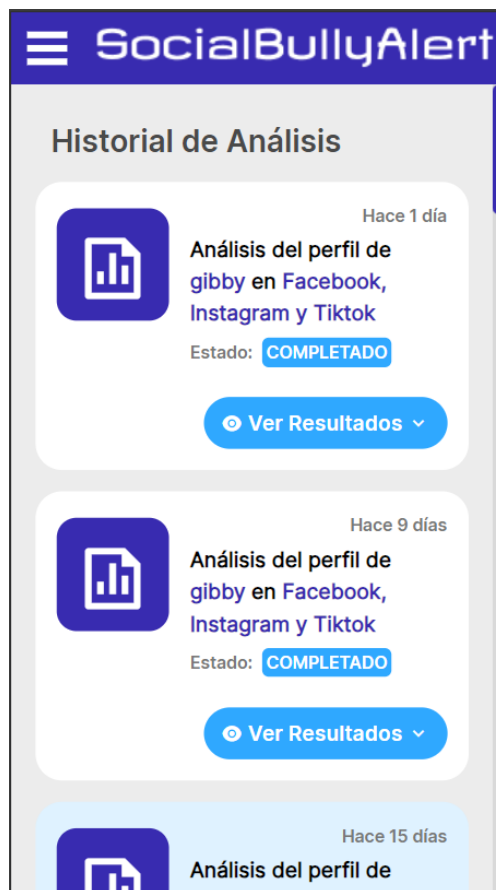 SocialBullyAlert
Historial de Análisis
Hace 1 día
Análisis del perfil de
gibby en Facebook,
Instagram y Tiktok
Estado: COMPLETADO
Ver Resultados
Hace 9 días
Análisis del perfil de
gibby en Facebook,
Instagram y Tiktok
Estado: COMPLETADO
Ver Resultados
Hace 15 días
Análisis del perfil de